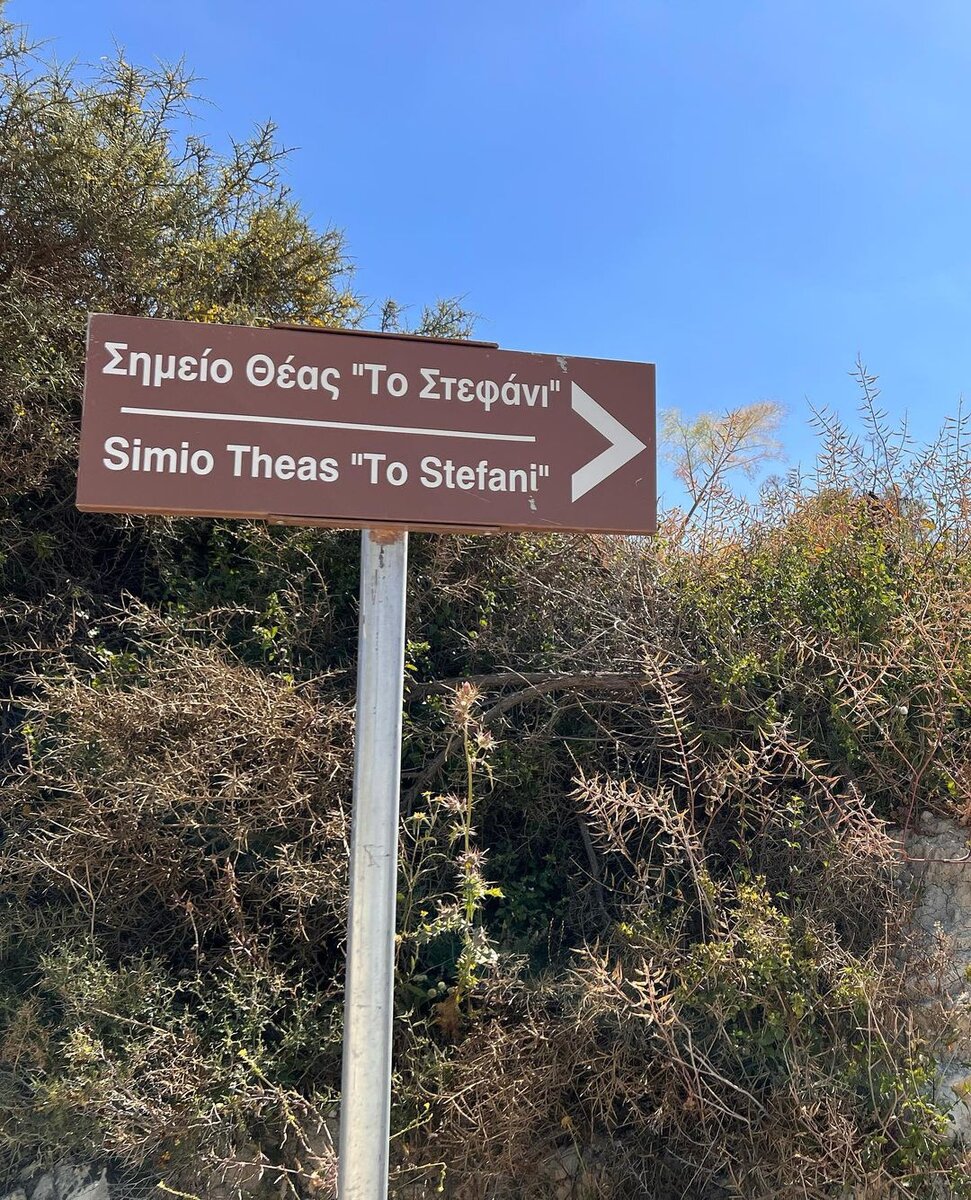 Σημείο Θέας "Το Στεφάνι"
Simio Theas "To Stefani"